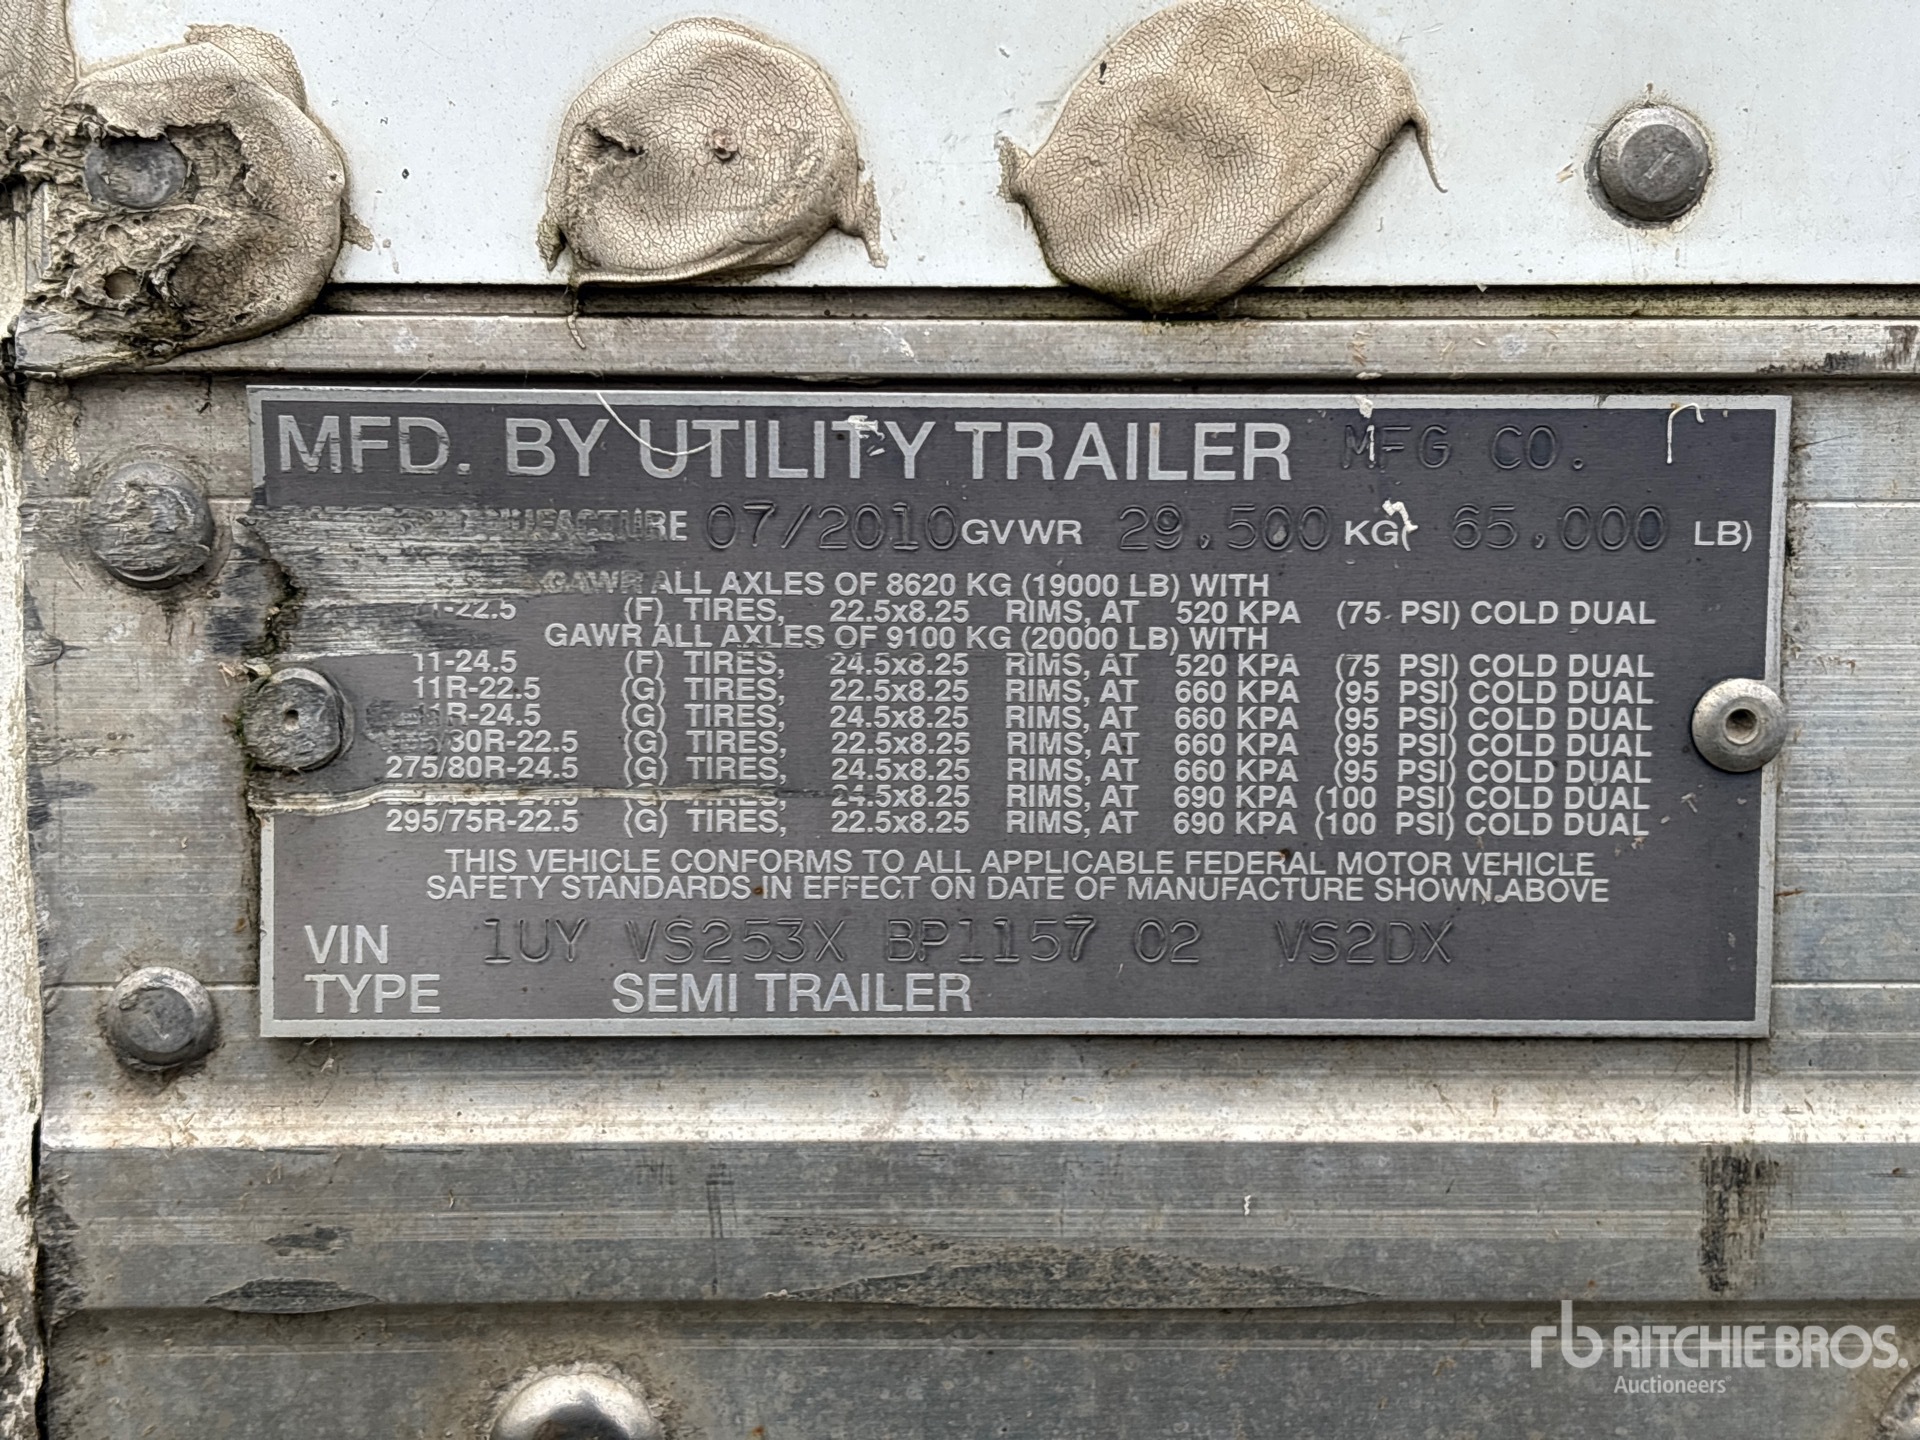 MFD. BY UTILITY TRAILER MFG CO.
MANUFACTURE 07/2010 GVWR 29,500 KG( 65,000 LB)
GAWR ALL AXLES OF 8620 KG (19000 LB) WITH
(F) TIRES, 22.5x8.25 RIMS, AT 520 KPA (75 PSI) COLD DUAL
GAWR ALL AXLES OF 9100 KG (20000 LB) WITH
11-24.5 (F) TIRES, 24.5x8.25 RIMS, AT 520 KPA (75 PSI) COLD DUAL
11R-22.5 (G) TIRES, 22.5x8.25 RIMS, AT 660 KPA (95 PSI) COLD DUAL
11R-24.5 (G) TIRES, 24.5x8.25 RIMS, AT 660 KPA (95 PSI) COLD DUAL
(G) TIRES, 22.5x8.25 RIMS, AT 660 KPA (95 PSI) COLD DUAL
275/80R-24.5 (G) TIRES, 24.5x8.25 RIMS, AT 660 KPA (95 PSI) COLD DUAL
(G) TIRES, 24.5x8.25 RIMS, AT 690 KPA (100 PSI) COLD DUAL
295/75R-22.5 (G) TIRES, 22.5x8.25 RIMS, AT 690 KPA (100 PSI) COLD DUAL
THIS VEHICLE CONFORMS TO ALL APPLICABLE FEDERAL MOTOR VEHICLE
SAFETY STANDARDS IN EFFECT ON DATE OF MANUFACTURE SHOWN ABOVE
VIN 1UY VS253X BP1157 02 VS2DX
TYPE SEMI TRAILER
rb RITCHIE BROS.
Auctioneers